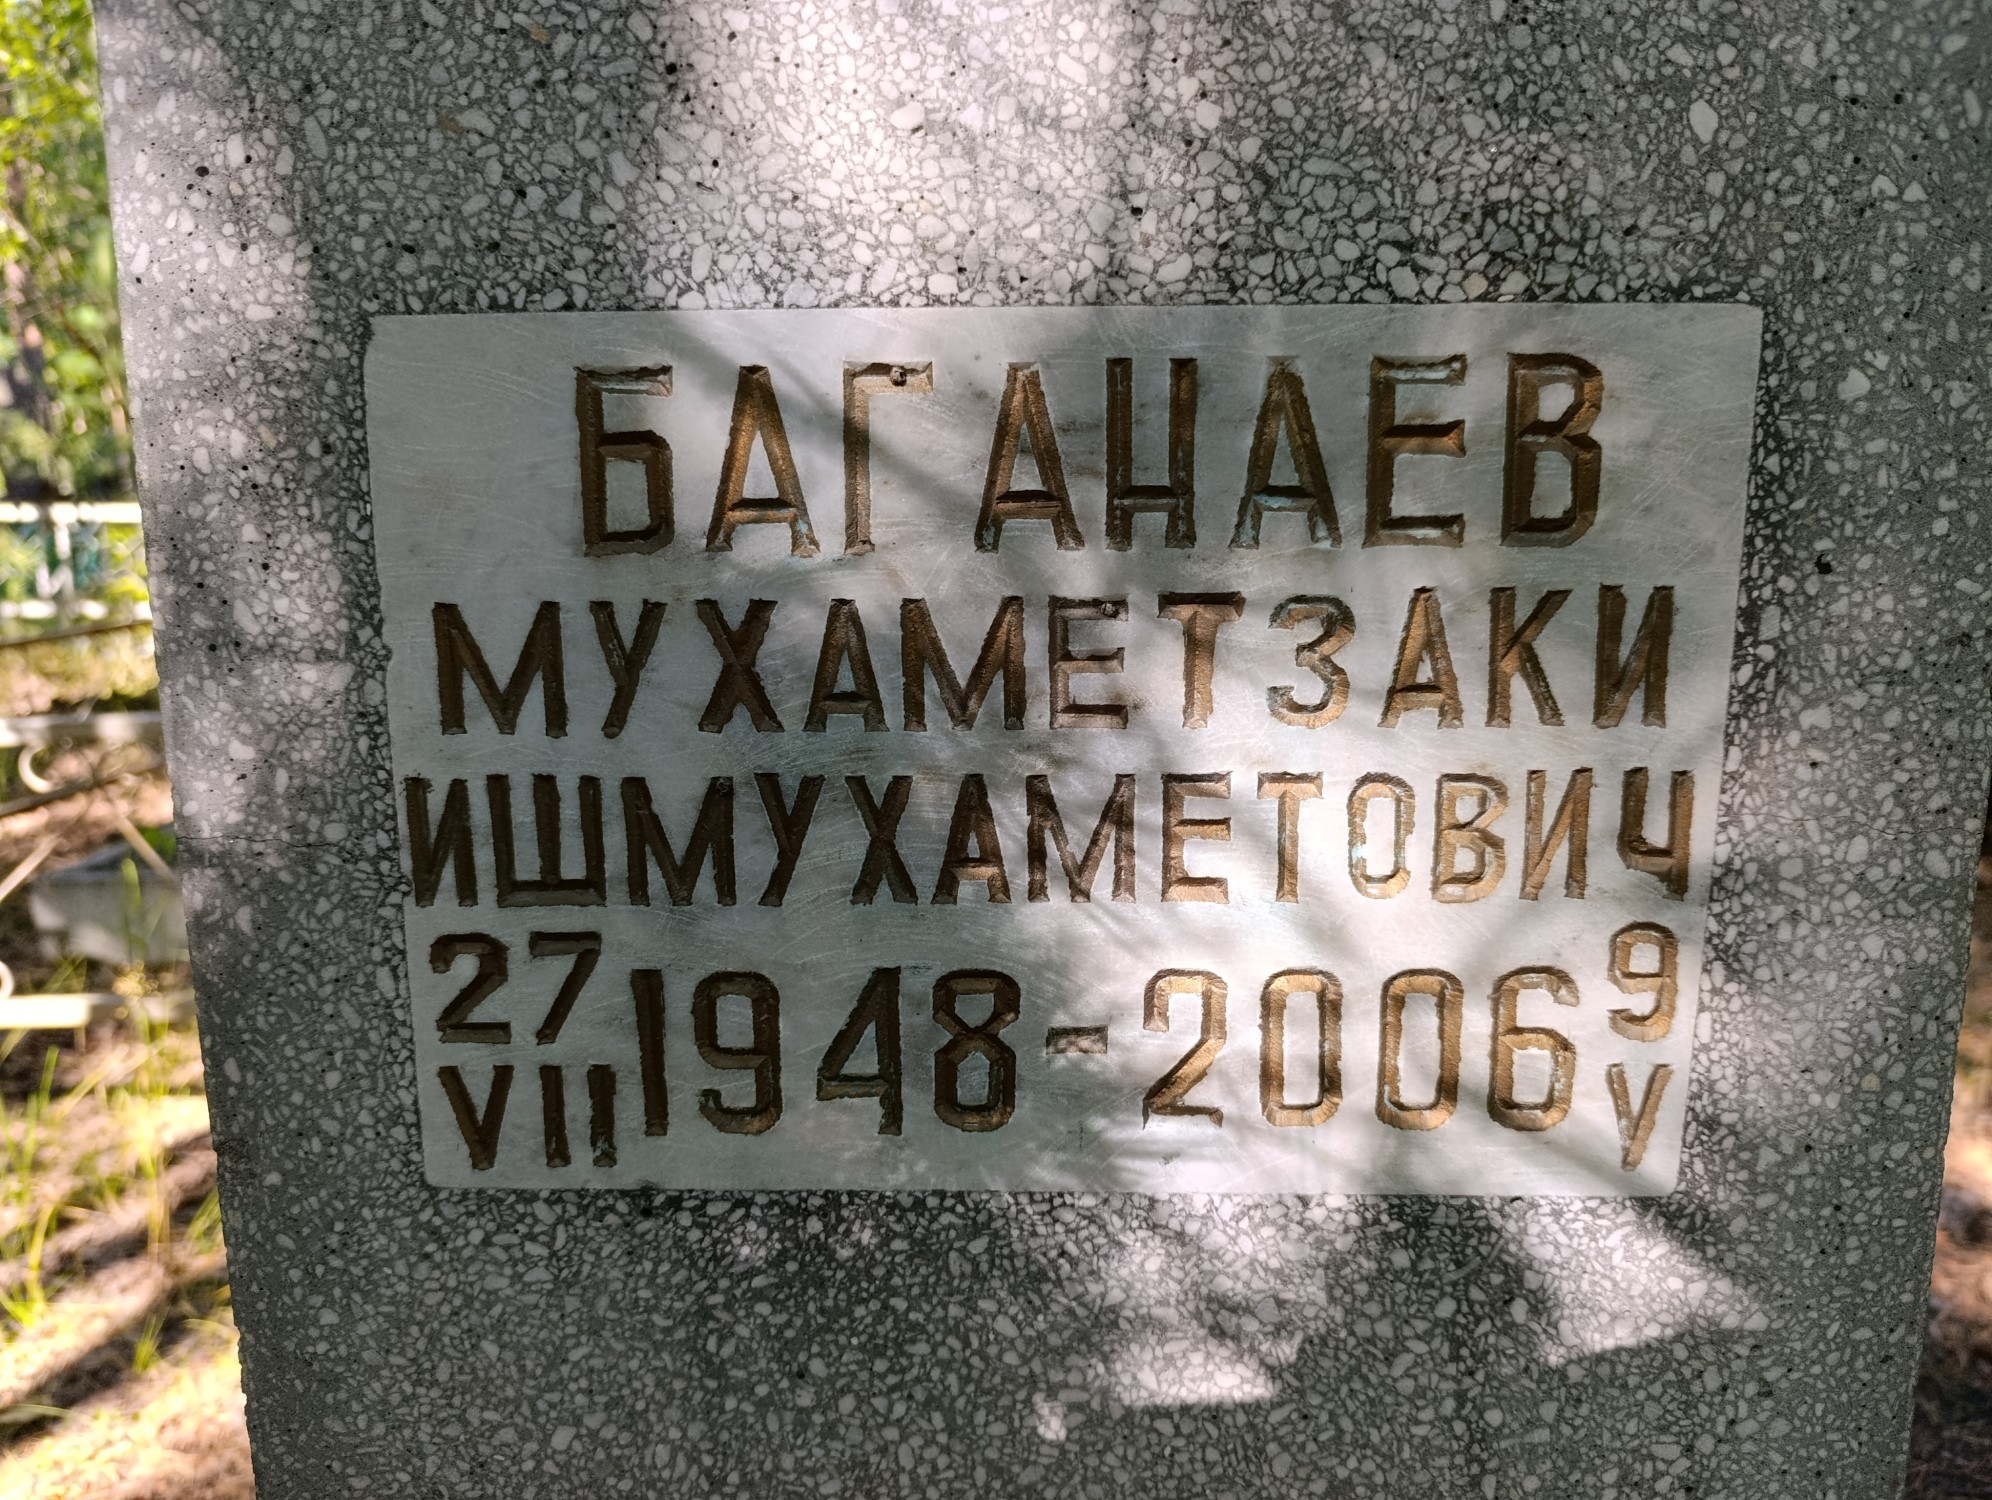 БАГАНАЕВ
МУХАМЕТЗАКИ
ИШМУХАМЕТОВИЧ
27 VII 1948-2006 9 V